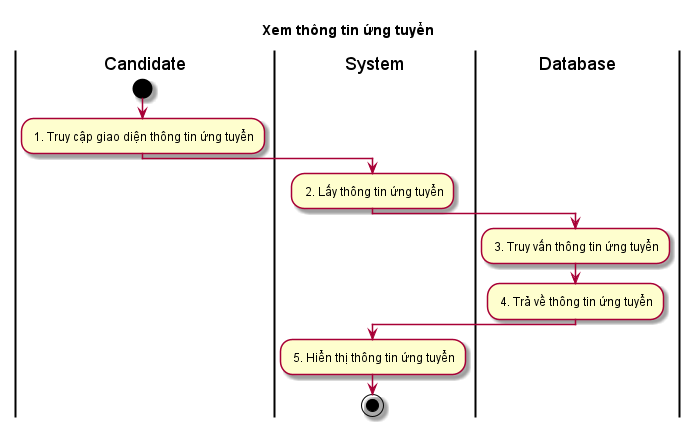 Xem thông tin ứng tuyển
Candidate
System
Database
1. Truy cập giao diện thông tin ứng tuyển
2. Lấy thông tin ứng tuyển
3. Truy vấn thông tin ứng tuyển
4. Trả về thông tin ứng tuyển
5. Hiển thị thông tin ứng tuyển